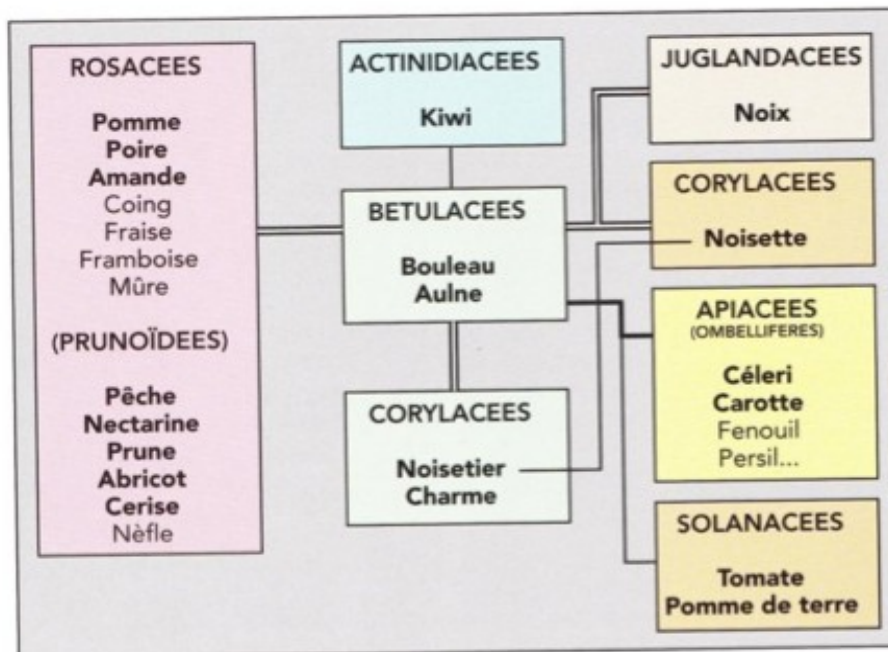 ROSACEES
Pomme
Poire
Amande
Coing
Fraise
Framboise
Mûre
(PRUNOÏDEES)
Pêche
Nectarine
Prune
Abricot
Cerise
Nèfle
ACTINIDIACEES
Kiwi
BETULACEES
Bouleau
Aulne
CORYLACEES
Noisetier
Charme
JUGLANDACEES
Noix
CORYLACEES
Noisette
APIACEES
(OMBELLIFERES)
Céleri
Carotte
Fenouil
Persil...
SOLANACEES
Tomate
Pomme de terre